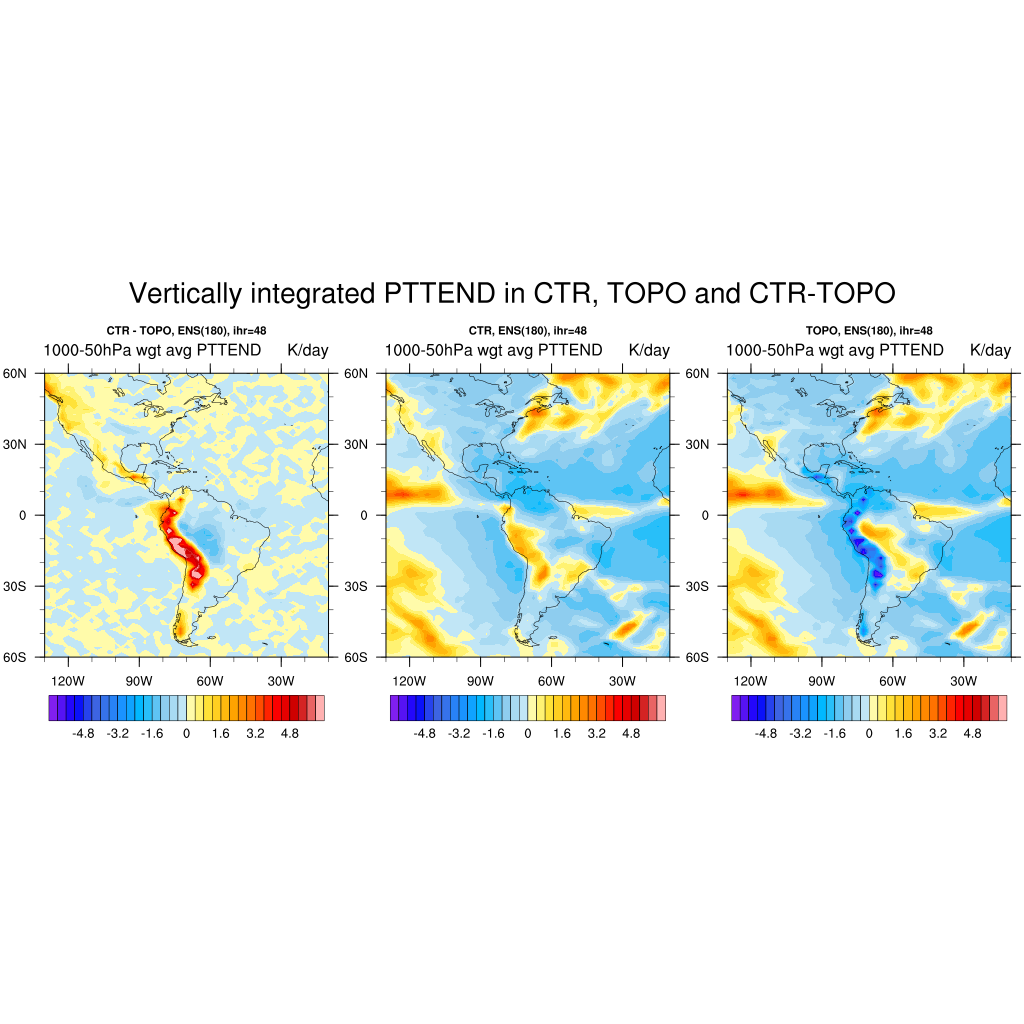 Vertically integrated PTTEND in CTR, TOPO and CTR-TOPO
CTR - TOPO, ENS(180), ihr=48
1000-50hPa wgt avg PTTEND K/day
60N
30N
0
30S
60S
120W 90W 60W 30W
-4.8 -3.2 -1.6 0 1.6 3.2 4.8
CTR, ENS(180), ihr=48
1000-50hPa wgt avg PTTEND K/day
60N
30N
0
30S
60S
120W 90W 60W 30W
-4.8 -3.2 -1.6 0 1.6 3.2 4.8
TOPO, ENS(180), ihr=48
1000-50hPa wgt avg PTTEND K/day
60N
30N
0
30S
60S
120W 90W 60W 30W
-4.8 -3.2 -1.6 0 1.6 3.2 4.8